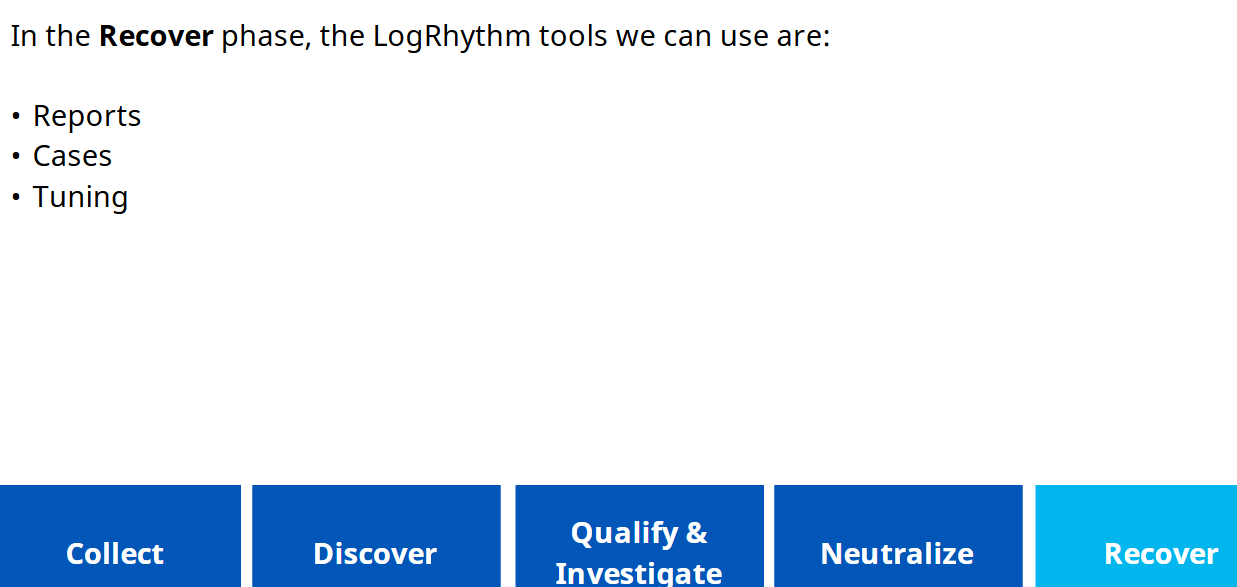 In the Recover phase, the LogRhythm tools we can use are:
• Reports
• Cases
• Tuning
Collect
Discover
Qualify &
Investigate
Neutralize
Recover